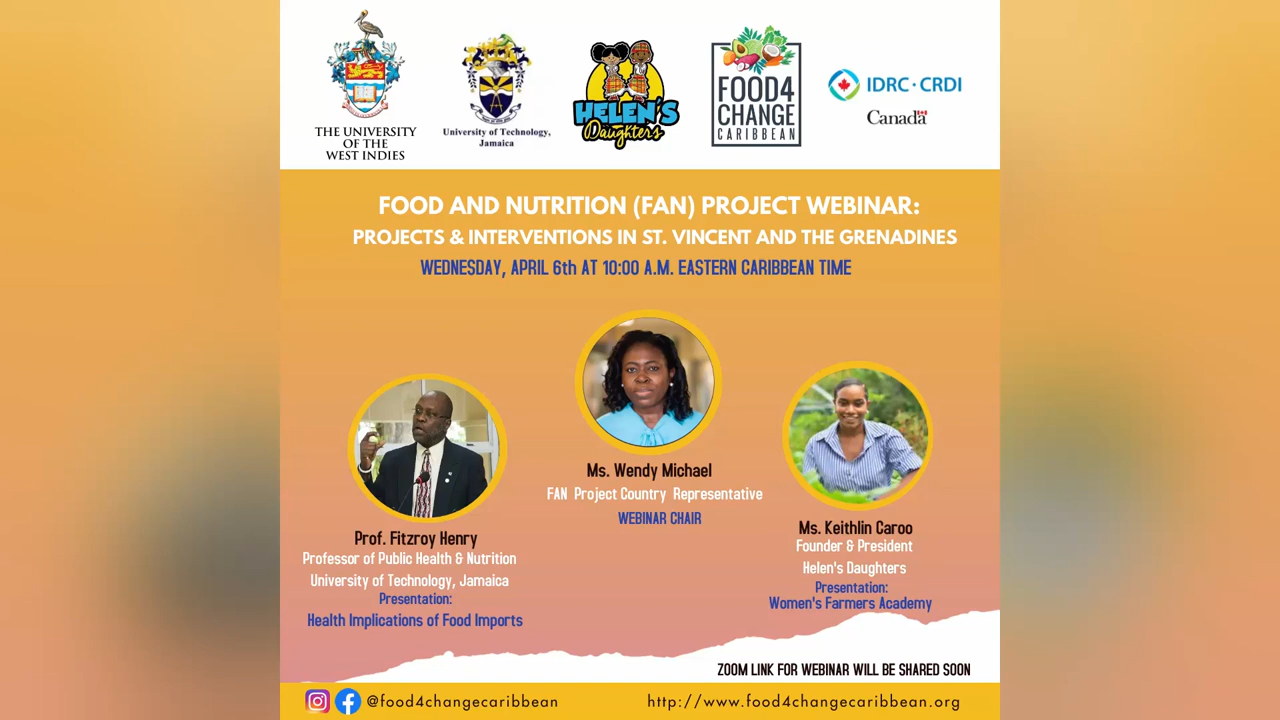 THE UNIVERSITY
OF THE
WEST INDIES
University of Technology,
Jamaica
HELEN'S
Daughters
FOOD4
CHANGE
CARIBBEAN
IDRC · CRDI
Canada
FOOD AND NUTRITION (FAN) PROJECT WEBINAR:
PROJECTS & INTERVENTIONS IN ST. VINCENT AND THE GRENADINES
WEDNESDAY, APRIL 6th AT 10:00 A.M. EASTERN CARIBBEAN TIME
Prof. Fitzroy Henry
Professor of Public Health & Nutrition
University of Technology, Jamaica
Presentation:
Health Implications of Food Imports
Ms. Wendy Michael
FAN Project Country Representative
WEBINAR CHAIR
Ms. Keithlin Caroo
Founder & President
Helen's Daughters
Presentation:
Women's Farmers Academy
ZOOM LINK FOR WEBINAR WILL BE SHARED SOON
@food4changecaribbean
http://www.food4changecaribbean.org